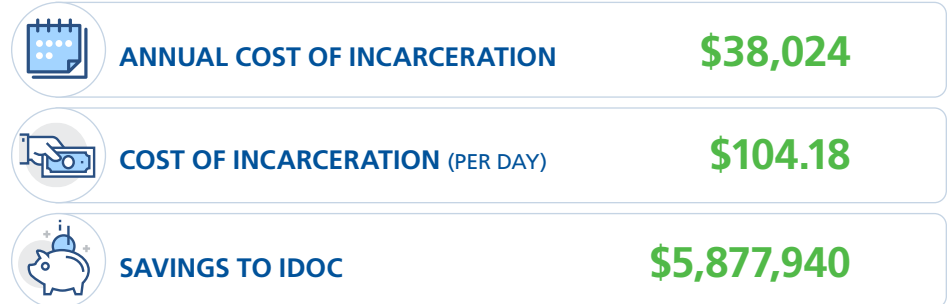 ANNUAL COST OF INCARCERATION $38,024
COST OF INCARCERATION (PER DAY) $104.18
SAVINGS TO IDOC $5,877,940